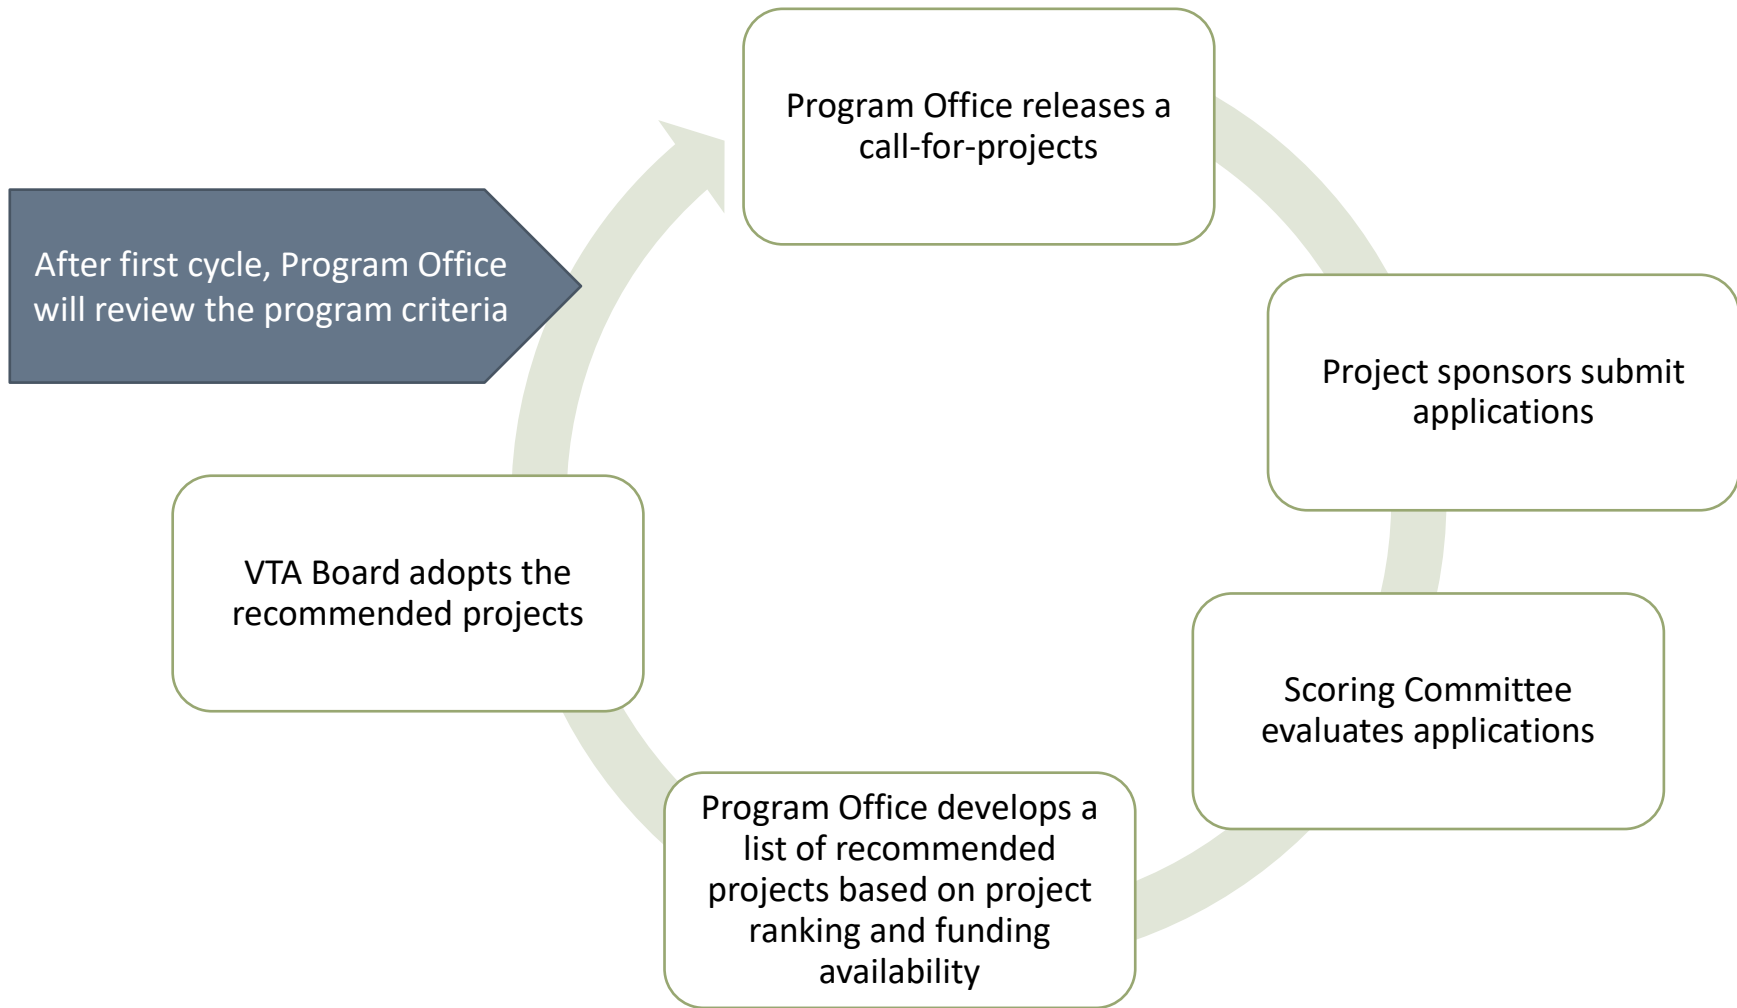 Program Office releases a
call-for-projects
After first cycle, Program Office
will review the program criteria
Project sponsors submit
applications
VTA Board adopts the
recommended projects
Scoring Committee
evaluates applications
Program Office develops a
list of recommended
projects based on project
ranking and funding
availability